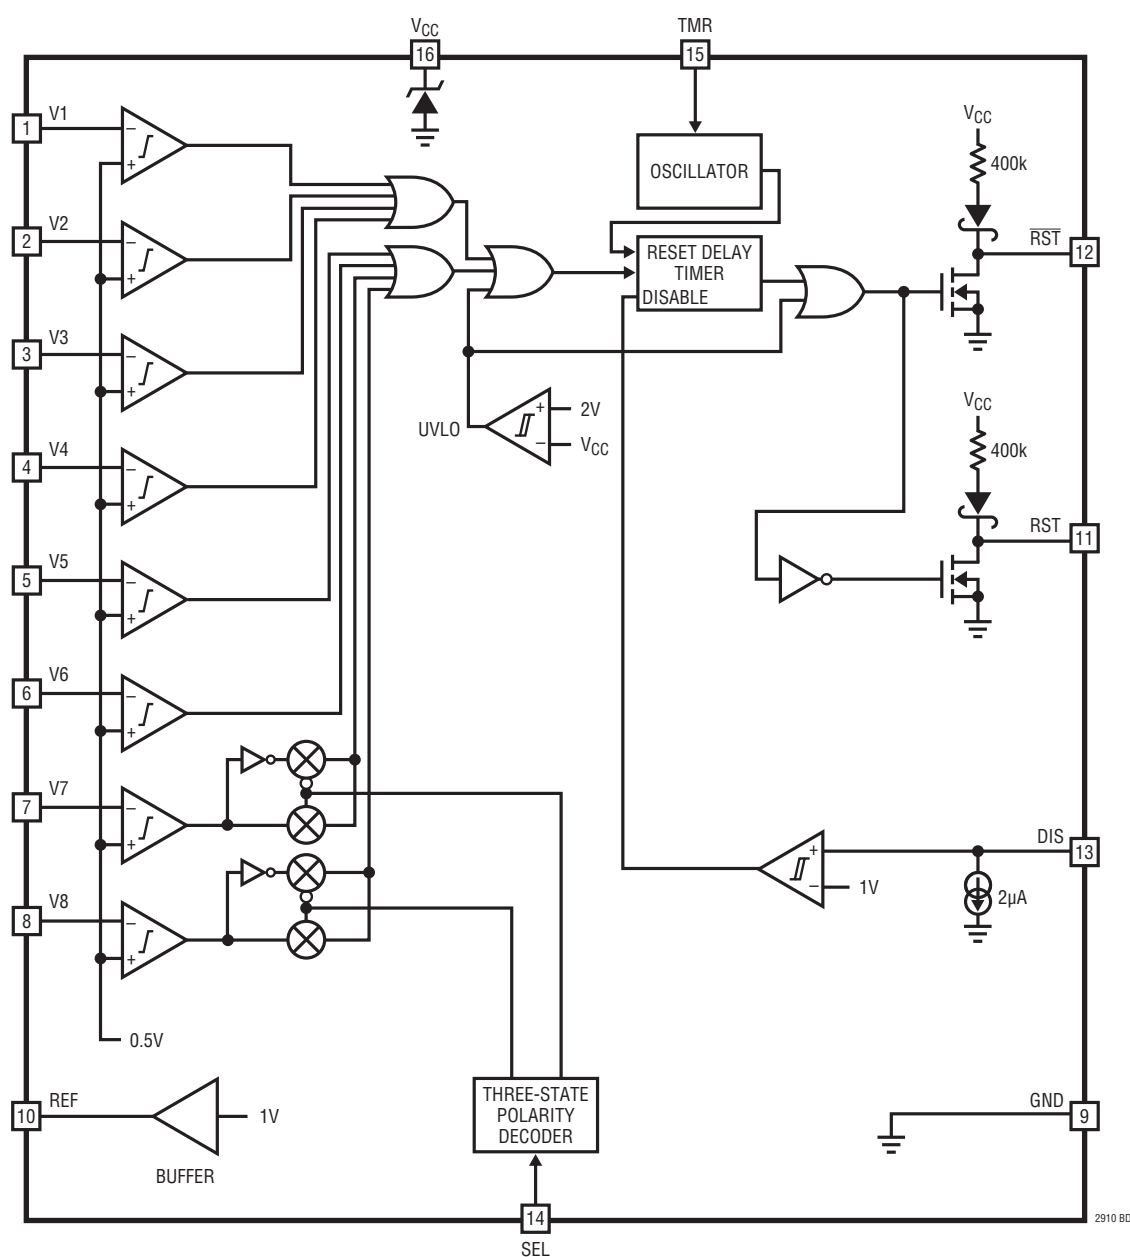 VCC
TMR
16
15
V1
1
−
+
VCC
400k
OSCILLATOR
V2
2
−
+
RST
12
RESET DELAY
TIMER
DISABLE
V3
3
−
+
UVLO
+
2V
−
VCC
VCC
400k
V4
4
−
+
RST
11
V5
5
−
+
V6
6
−
+
V7
7
−
+
DIS
13
+
−
1V
2µA
V8
8
−
+
0.5V
REF
10
1V
BUFFER
THREE-STATE
POLARITY
DECODER
GND
9
14
SEL
2910 BD